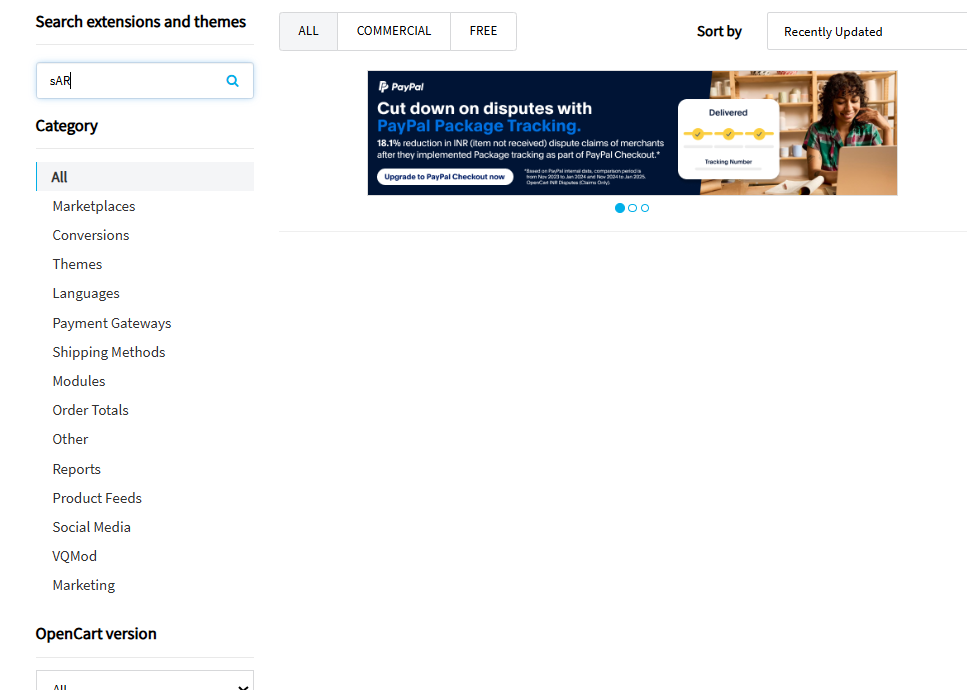 Search extensions and themes
sAR
Category
All
Marketplaces
Conversions
Themes
Languages
Payment Gateways
Shipping Methods
Modules
Order Totals
Other
Reports
Product Feeds
Social Media
VQMod
Marketing
OpenCart version
All
ALL COMMERCIAL FREE
Sort by Recently Updated
PayPal
Cut down on disputes with
PayPal Package Tracking.
18.1% reduction in INR (item not received) dispute claims of merchants
after they implemented Package tracking as part of PayPal Checkout.*
Upgrade to PayPal Checkout now
*Based on PayPal internal data, comparison period is
from Nov 2023 to Jan 2024 and Nov 2024 to Jan 2025.
OpenCart INR Disputes (Claims Only).
Delivered
Tracking Number